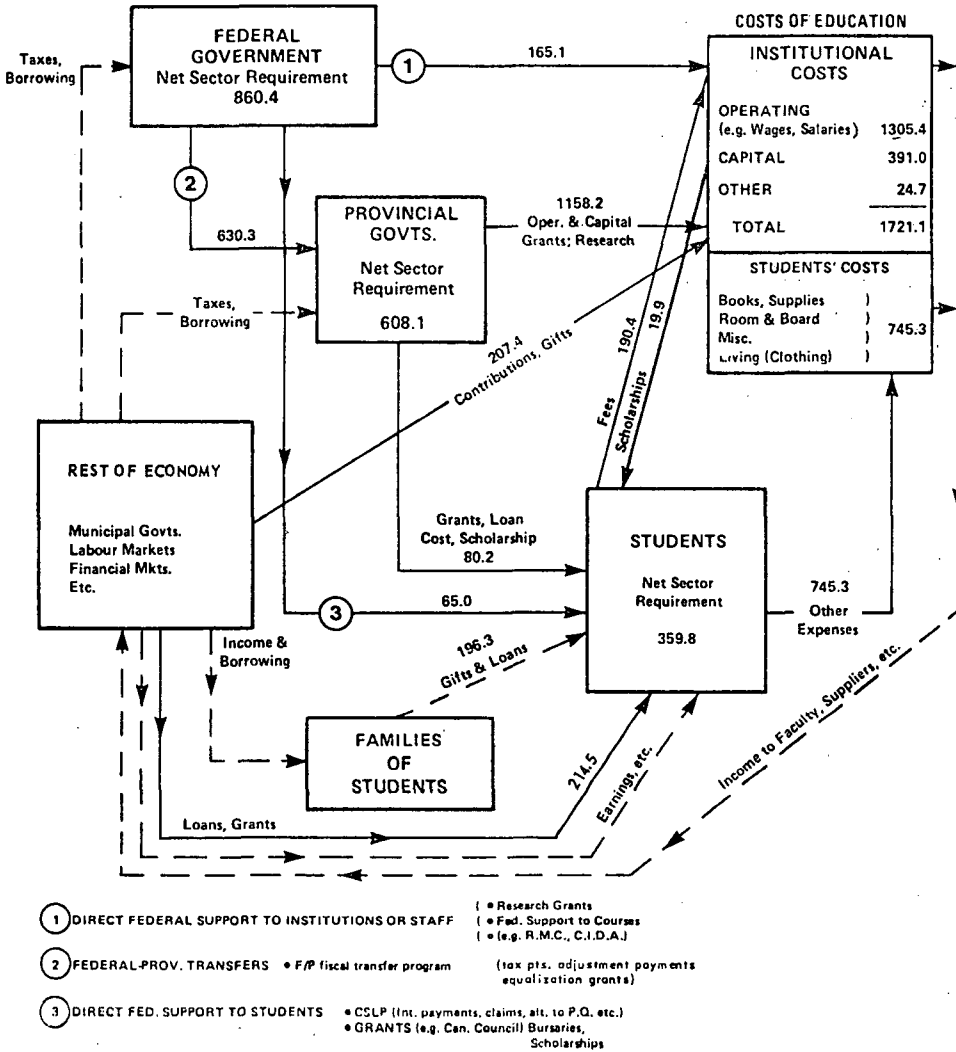 COSTS OF EDUCATION
FEDERAL
GOVERNMENT
Net Sector Requirement
860.4
Taxes,
Borrowing
1
165.1
INSTITUTIONAL
COSTS
OPERATING
(e.g. Wages, Salaries) 1305.4
CAPITAL 391.0
OTHER 24.7
TOTAL 1721.1
STUDENTS' COSTS
Books, Supplies )
Room & Board )
Misc. ) 745.3
Living (Clothing) )
2
630.3
PROVINCIAL
GOVTS.
Net Sector
Requirement
608.1
1158.2
Oper. & Capital
Grants; Research
Taxes,
Borrowing
207.4
Contributions, Gifts
190.4
Fees
19.9
Scholarships
REST OF ECONOMY
Municipal Govts.
Labour Markets
Financial Mkts.
Etc.
Grants, Loan
Cost, Scholarship
80.2
3
65.0
STUDENTS
Net Sector
Requirement
359.8
745.3
Other
Expenses
Income &
Borrowing
196.3
Gifts & Loans
FAMILIES
OF
STUDENTS
214.5
Earnings, etc.
Income to Faculty, Suppliers, etc.
Loans, Grants
1 DIRECT FEDERAL SUPPORT TO INSTITUTIONS OR STAFF ( • Research Grants
( • Fed. Support to Courses
( • (e.g. R.M.C., C.I.D.A.)
2 FEDERAL-PROV. TRANSFERS • F/P fiscal transfer program (tax pts. adjustment payments
equalization grants)
3 DIRECT FED. SUPPORT TO STUDENTS • CSLP (Int. payments, claims, alt. to P.Q. etc.)
• GRANTS (e.g. Can. Council) Bursaries,
Scholarships